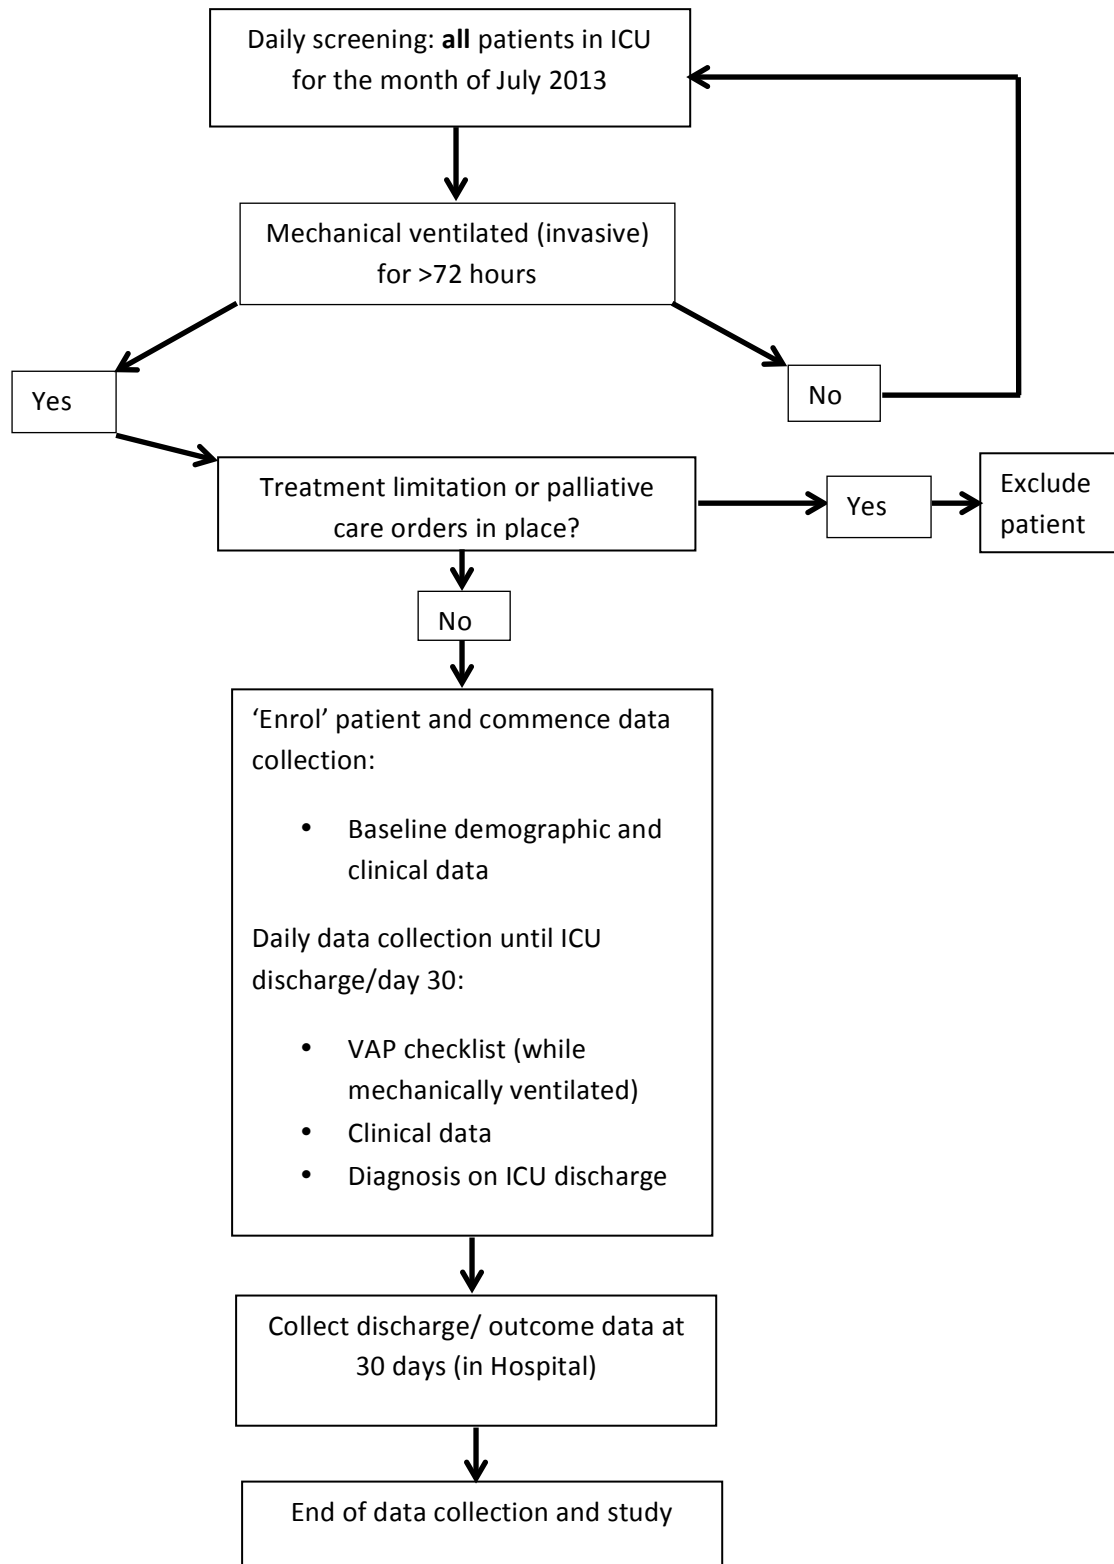 Daily screening: all patients in ICU
for the month of July 2013
Mechanical ventilated (invasive)
for >72 hours
Yes
No
Treatment limitation or palliative
care orders in place?
Yes
Exclude
patient
No
‘Enrol’ patient and commence data
collection:
• Baseline demographic and
clinical data
Daily data collection until ICU
discharge/day 30:
• VAP checklist (while
mechanically ventilated)
• Clinical data
• Diagnosis on ICU discharge
Collect discharge/ outcome data at
30 days (in Hospital)
End of data collection and study